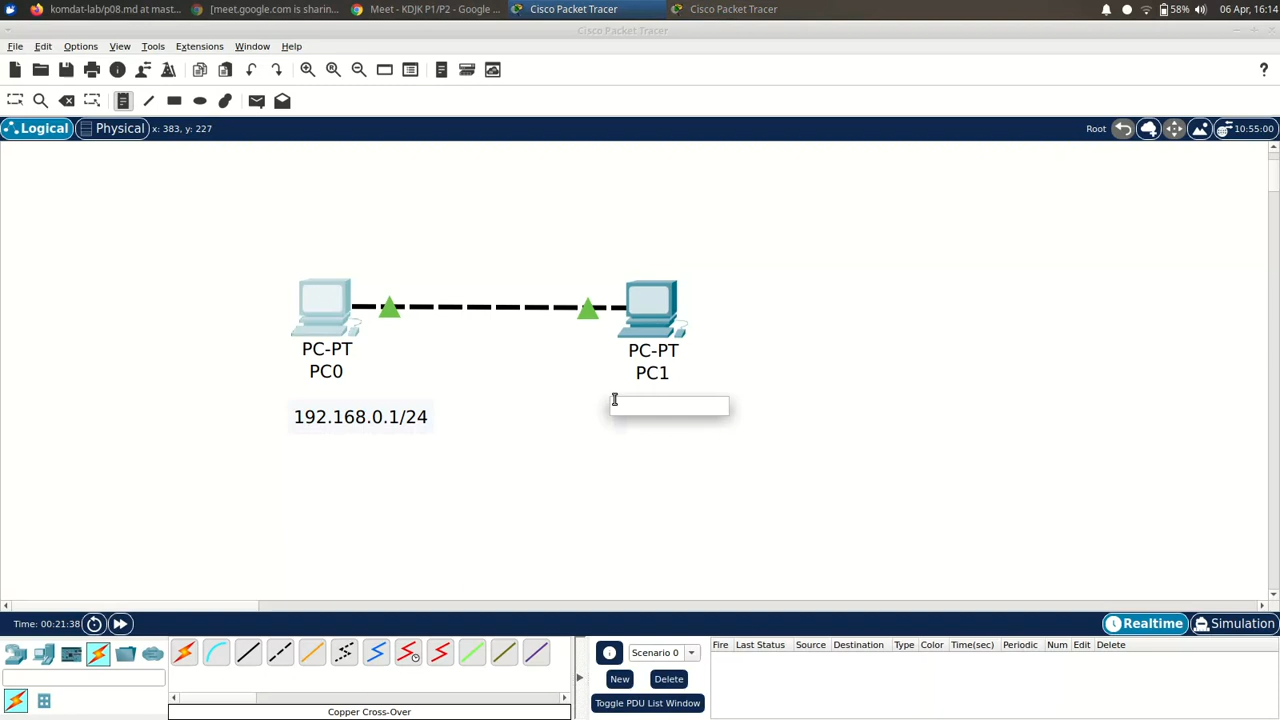 komdat-lab/p08.md at mast...
[meet.google.com is sharin...
Meet - KDJK P1/P2 - Google ...
Cisco Packet Tracer
Cisco Packet Tracer
58%
06 Apr, 16:14
Cisco Packet Tracer
File Edit Options View Tools Extensions Window Help
Logical Physical x: 383, y: 227
Root
10:55:00
PC-PT
PC0
192.168.0.1/24
PC-PT
PC1
Time: 00:21:38
Realtime
Simulation
Scenario 0
New Delete
Toggle PDU List Window
Fire Last Status Source Destination Type Color Time(sec) Periodic Num Edit Delete
Copper Cross-Over